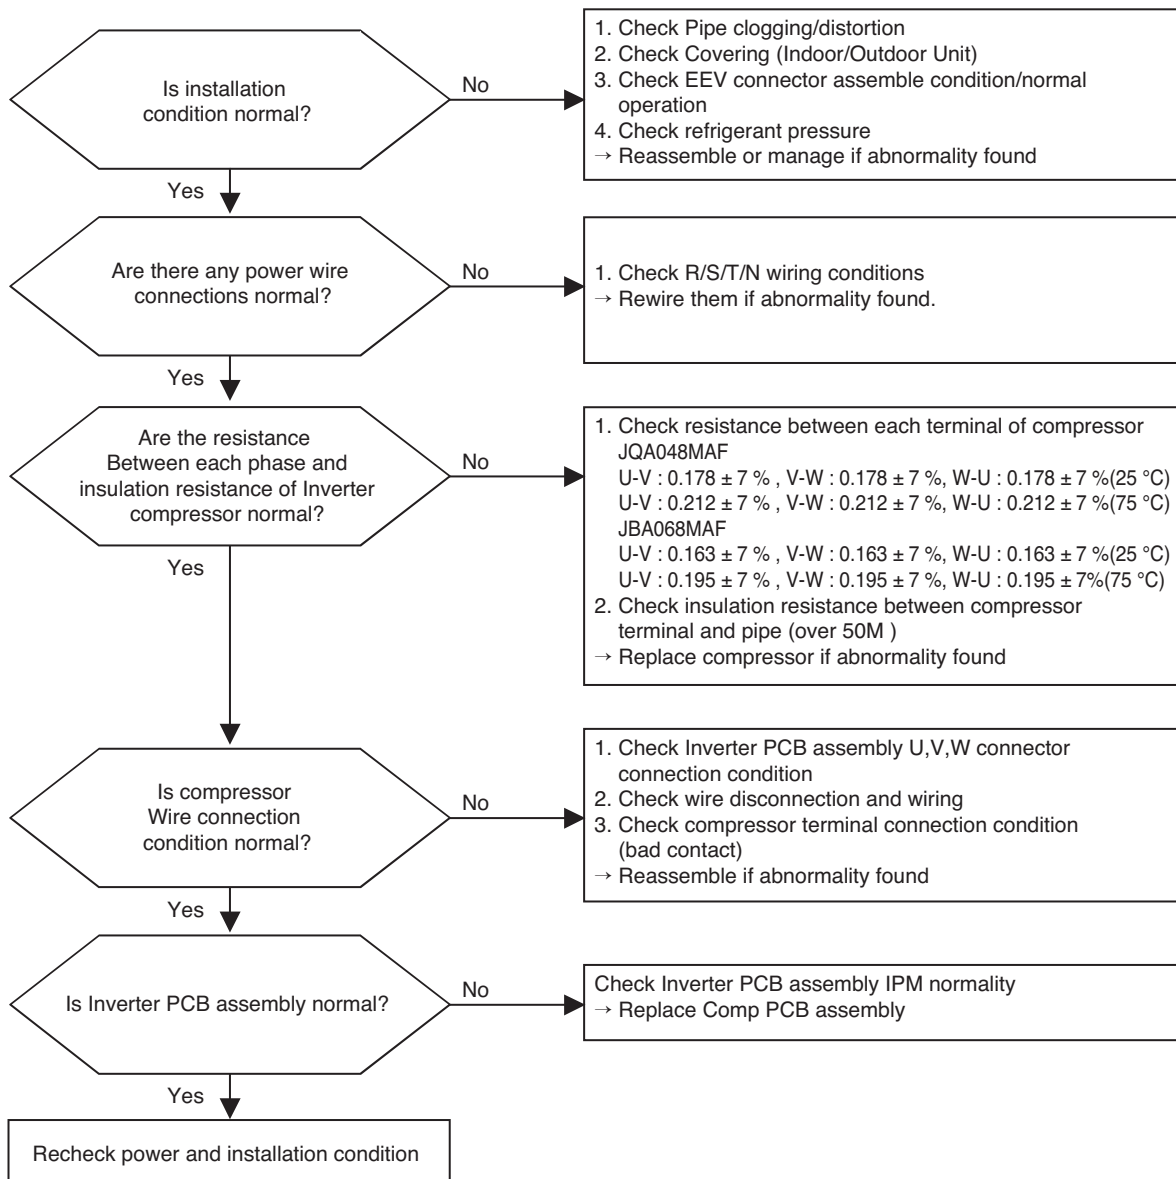 Is installation
condition normal?
No
1. Check Pipe clogging/distortion
2. Check Covering (Indoor/Outdoor Unit)
3. Check EEV connector assemble condition/normal
operation
4. Check refrigerant pressure
→ Reassemble or manage if abnormality found
Yes
Are there any power wire
connections normal?
No
1. Check R/S/T/N wiring conditions
→ Rewire them if abnormality found.
Yes
Are the resistance
Between each phase and
insulation resistance of Inverter
compressor normal?
No
1. Check resistance between each terminal of compressor
JQA048MAF
U-V : 0.178 ± 7 % , V-W : 0.178 ± 7 %, W-U : 0.178 ± 7 %(25 °C)
U-V : 0.212 ± 7 % , V-W : 0.212 ± 7 %, W-U : 0.212 ± 7 %(75 °C)
JBA068MAF
U-V : 0.163 ± 7 % , V-W : 0.163 ± 7 %, W-U : 0.163 ± 7 %(25 °C)
U-V : 0.195 ± 7 % , V-W : 0.195 ± 7 %, W-U : 0.195 ± 7%(75 °C)
2. Check insulation resistance between compressor
terminal and pipe (over 50M )
→ Replace compressor if abnormality found
Yes
Is compressor
Wire connection
condition normal?
No
1. Check Inverter PCB assembly U,V,W connector
connection condition
2. Check wire disconnection and wiring
3. Check compressor terminal connection condition
(bad contact)
→ Reassemble if abnormality found
Yes
Is Inverter PCB assembly normal?
No
Check Inverter PCB assembly IPM normality
→ Replace Comp PCB assembly
Yes
Recheck power and installation condition